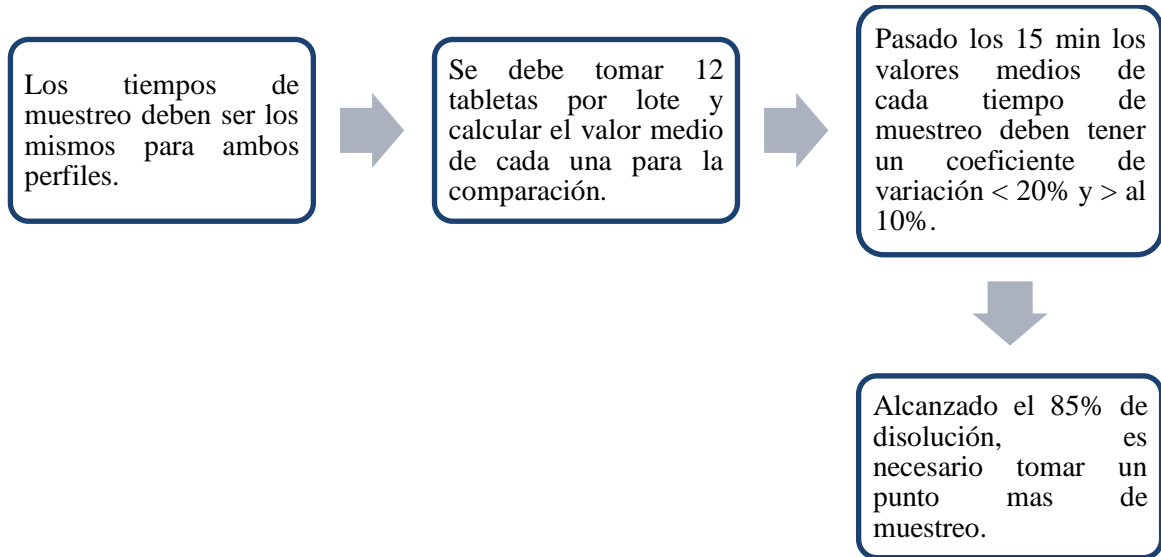 Los tiempos de
muestreo deben ser los
mismos para ambos
perfiles.
Se debe tomar 12
tabletas por lote y
calcular el valor medio
de cada una para la
comparación.
Pasado los 15 min los
valores medios de
cada tiempo de
muestreo deben tener
un coeficiente de
variación < 20% y > al
10%.
Alcanzado el 85% de
disolución, es
necesario tomar un
punto mas de
muestreo.